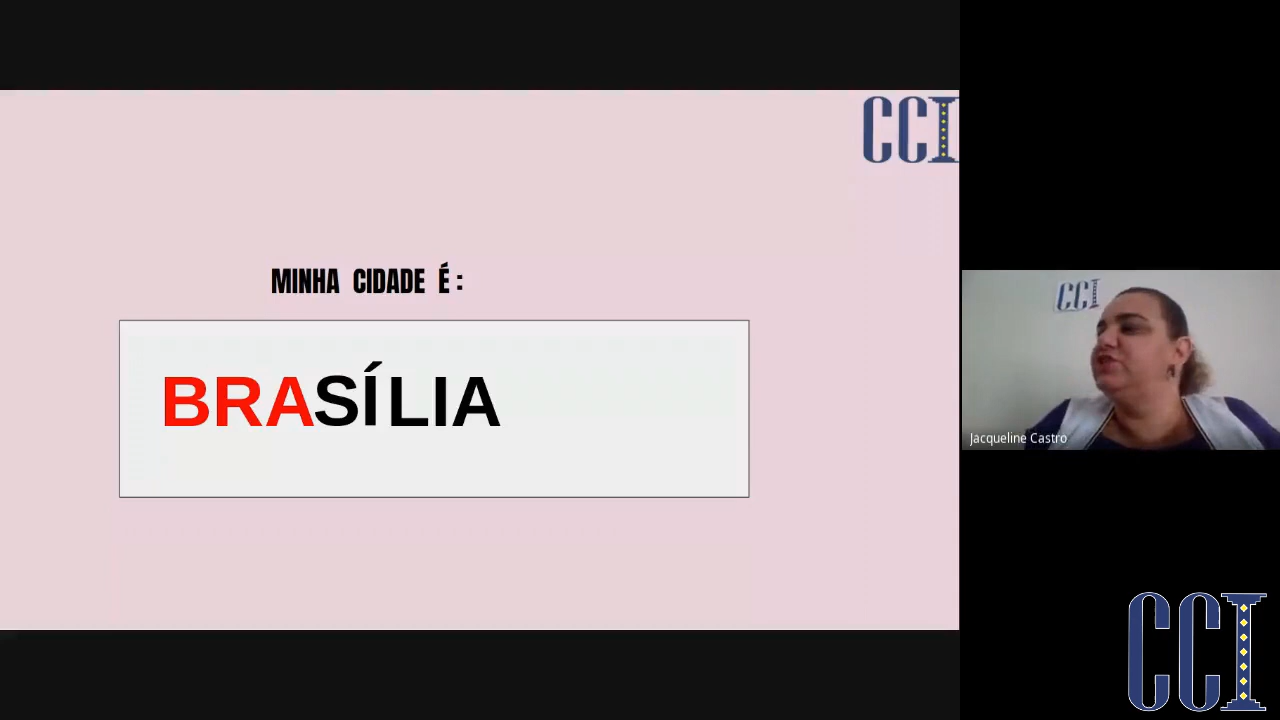 CCI
MINHA CIDADE É:
BRASÍLIA
CCI
Jacqueline Castro
CCI